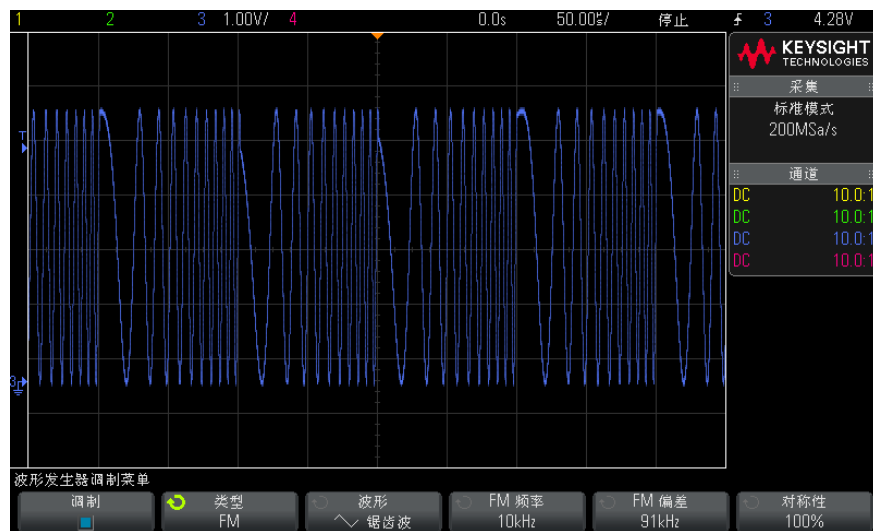 1 2 3 1.00V/ 4 0.0s 50.00㎲/ 停止 3 4.28V
KEYSIGHT
TECHNOLOGIES
采集
标准模式
200MSa/s
通道
DC 10.0:1
DC 10.0:1
DC 10.0:1
DC 10.0:1
T
3
波形发生器调制菜单
调制
类型
FM
波形
锯齿波
FM 频率
10kHz
FM 偏差
91kHz
对称性
100%